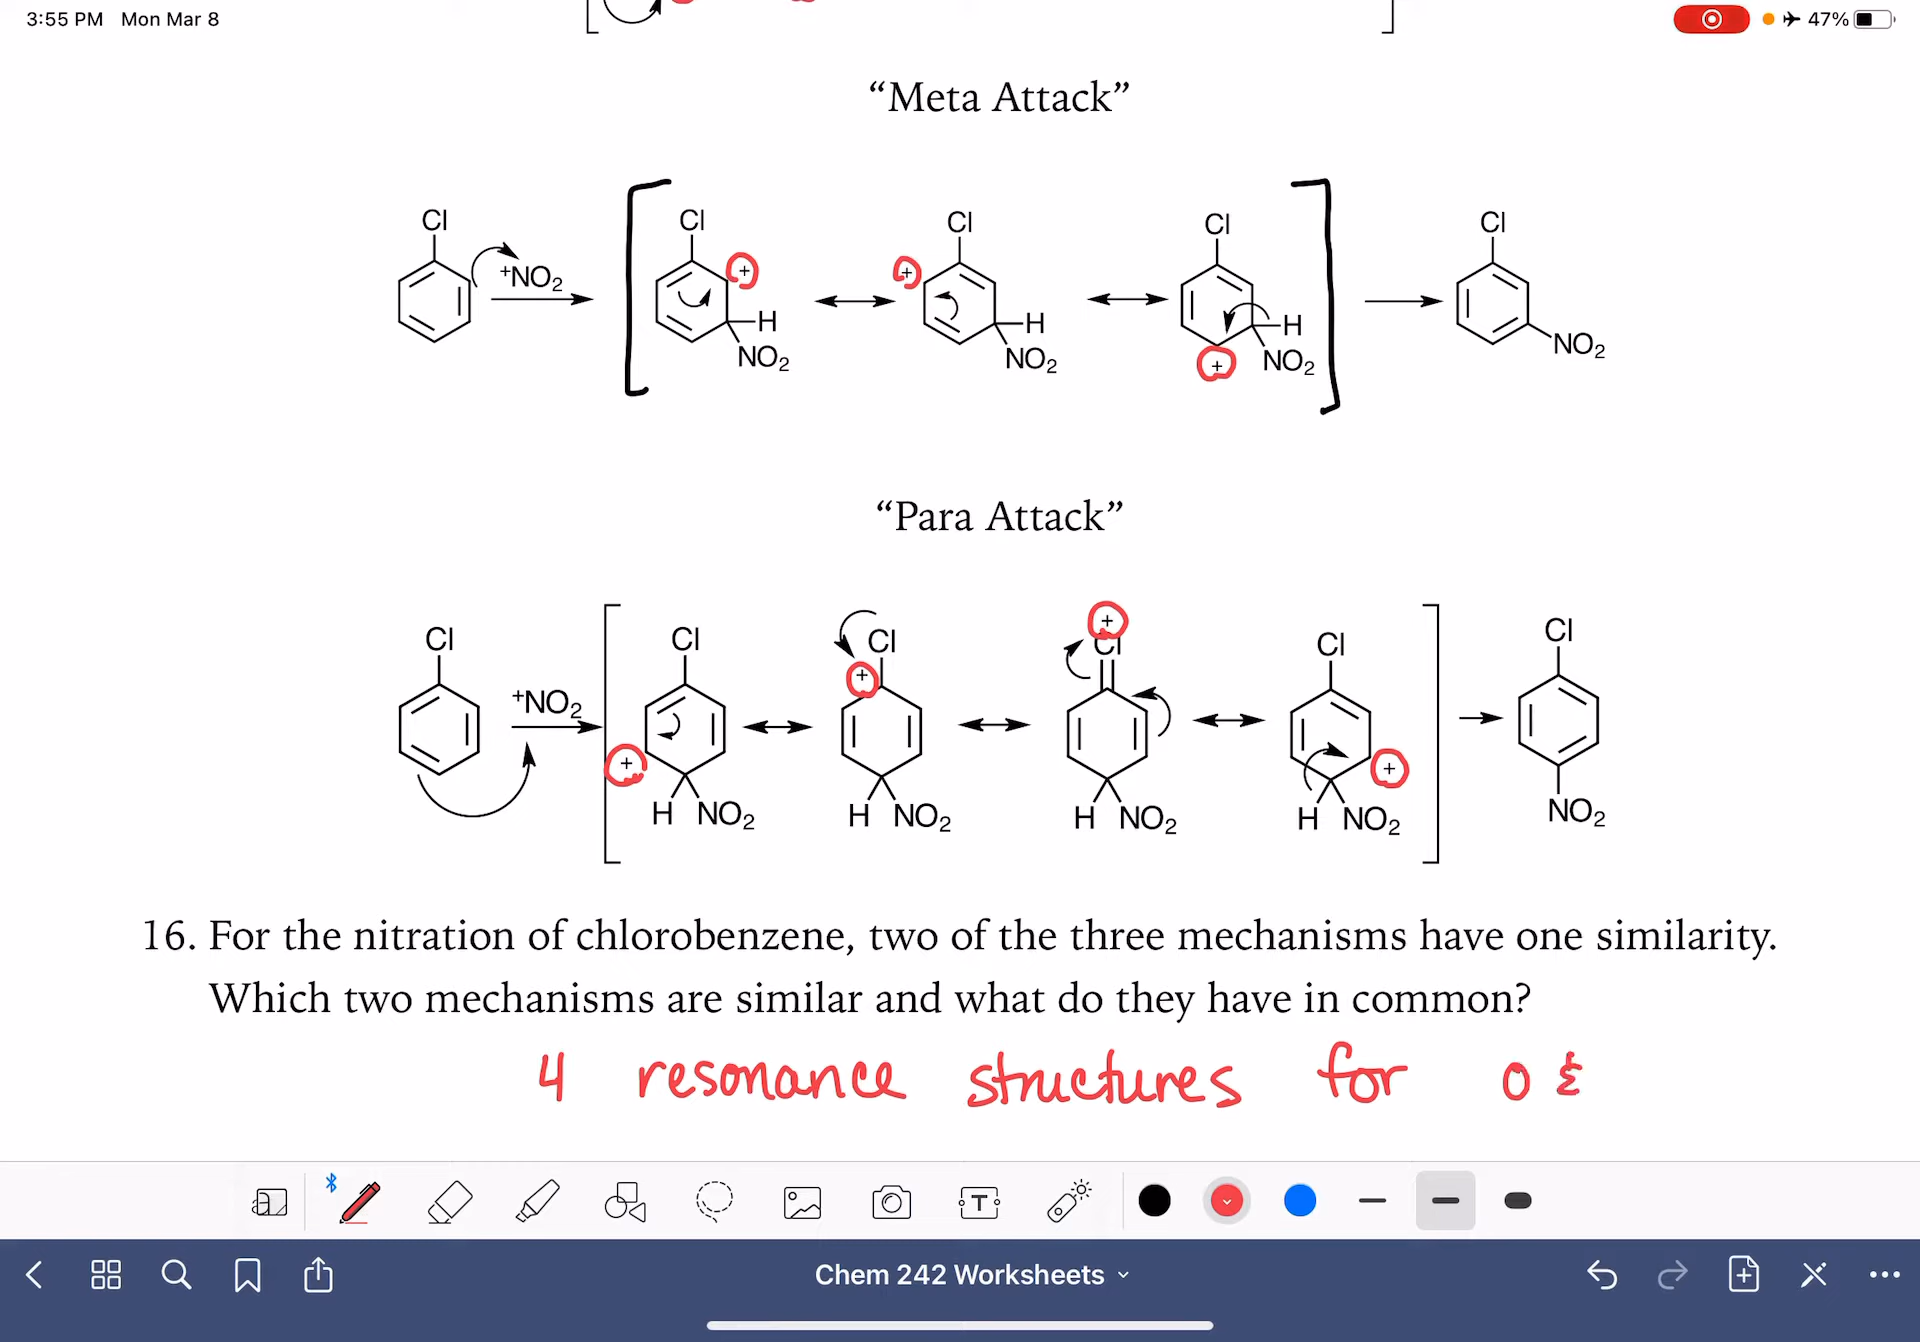 3:55 PM Mon Mar 8
47%
“Meta Attack”
Cl Cl Cl Cl Cl
⁺NO₂ + + +
H H H
NO₂ NO₂ NO₂ NO₂
“Para Attack”
Cl Cl Cl Cl Cl Cl
⁺NO₂ + + + +
H NO₂ H NO₂ H NO₂ H NO₂ NO₂
16. For the nitration of chlorobenzene, two of the three mechanisms have one similarity.
Which two mechanisms are similar and what do they have in common?
4 resonance structures for o &
a T
Chem 242 Worksheets